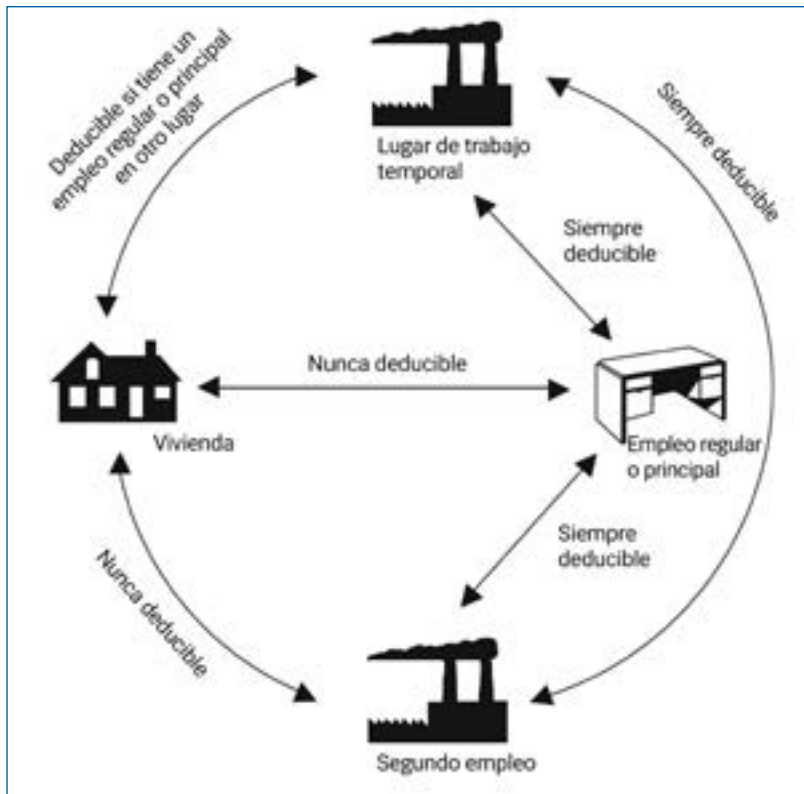 Deducible si tiene un
empleo regular o principal
en otro lugar
Lugar de trabajo
temporal
Siempre deducible
Siempre
deducible
Nunca deducible
Vivienda
Empleo regular
o principal
Siempre
deducible
Nunca deducible
Segundo empleo